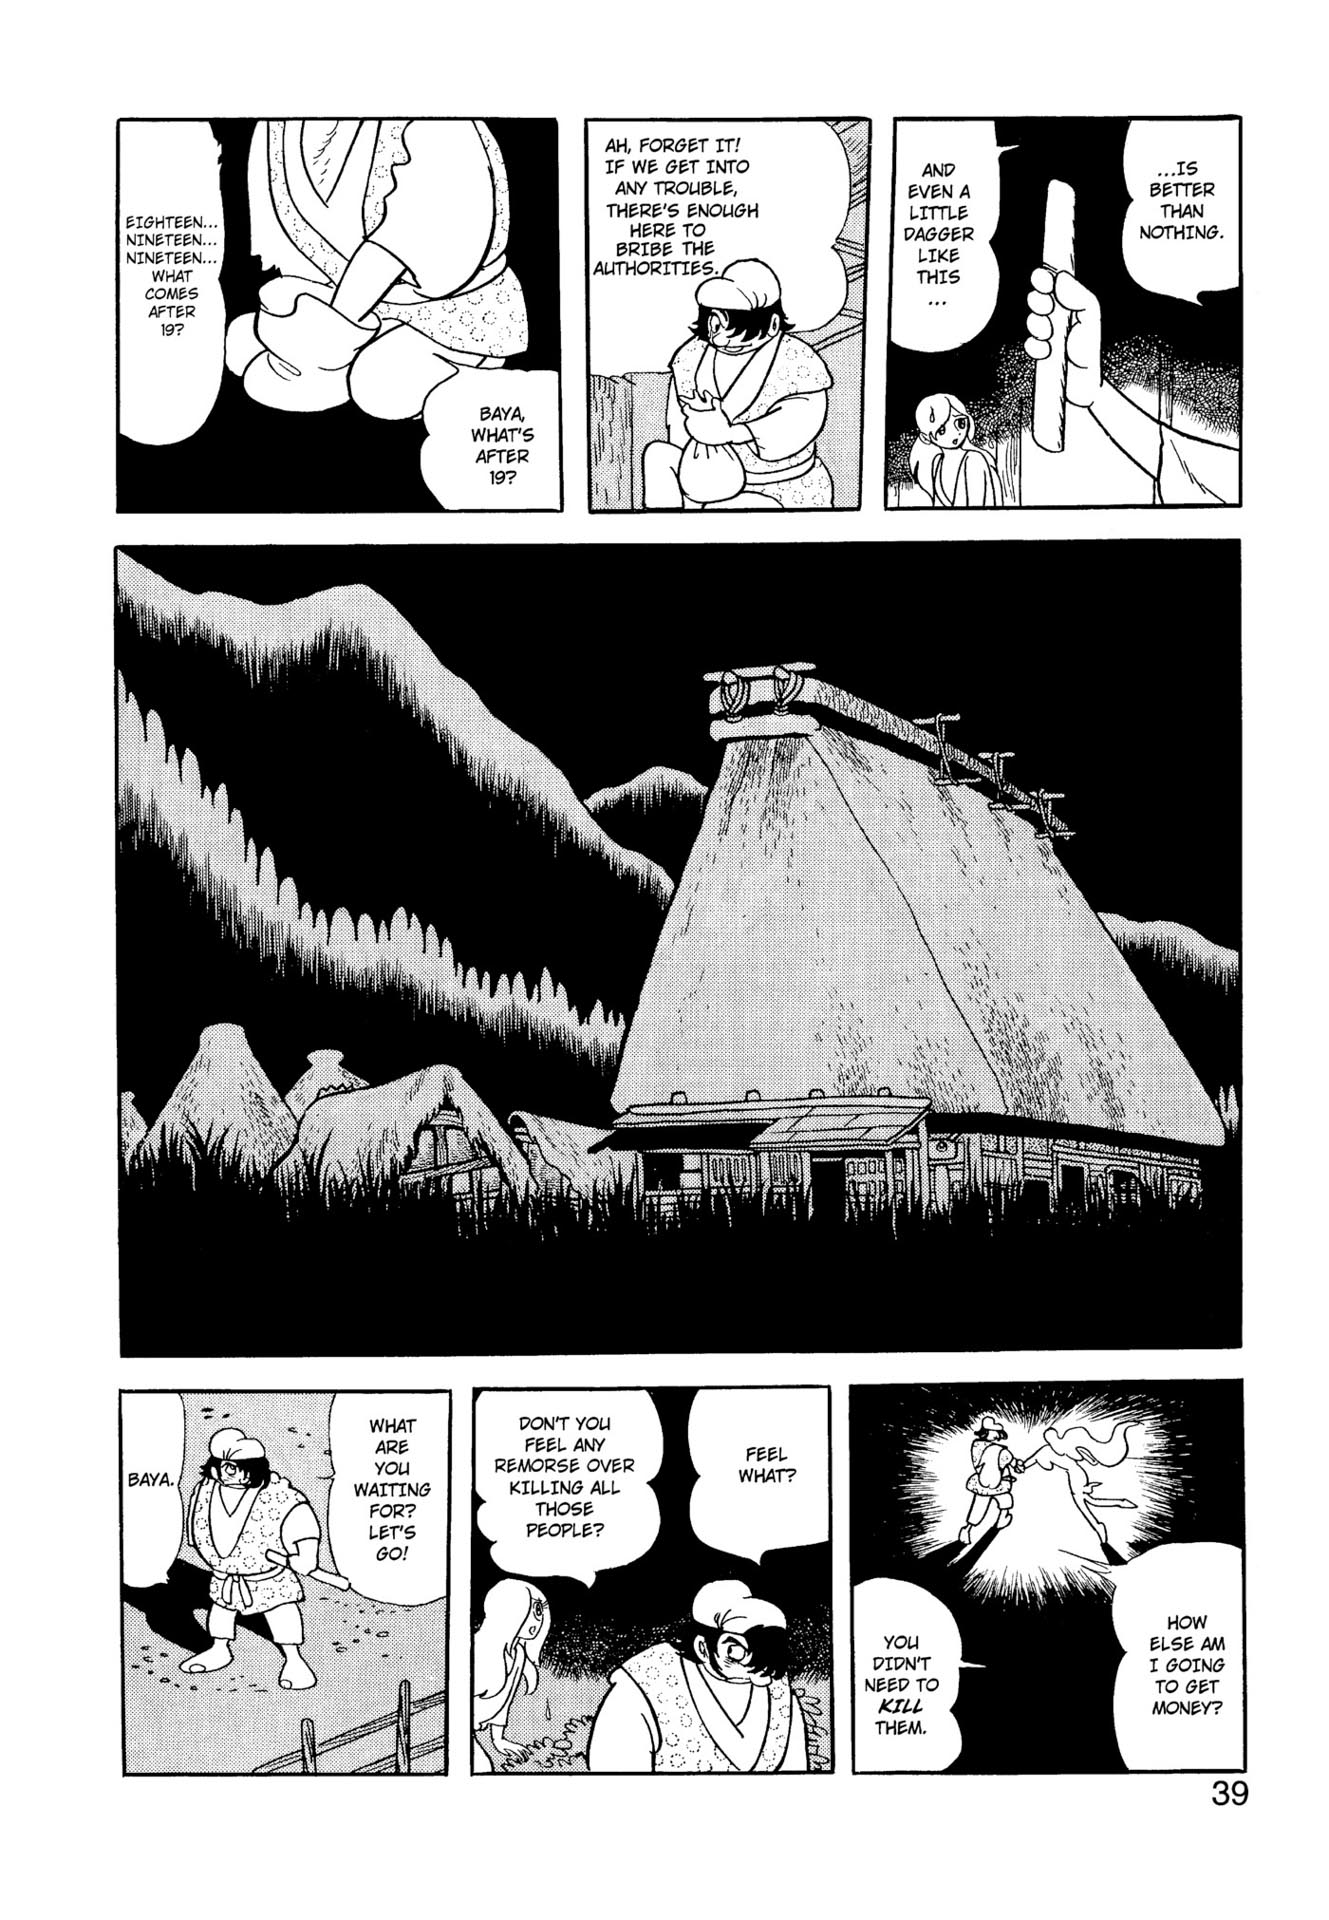 EIGHTEEN...
NINETEEN...
NINETEEN...
WHAT
COMES
AFTER
19?
BAYA,
WHAT'S
AFTER
19?
AH, FORGET IT!
IF WE GET INTO
ANY TROUBLE,
THERE'S ENOUGH
HERE TO
BRIBE THE
AUTHORITIES.
AND
EVEN A
LITTLE
DAGGER
LIKE
THIS
...
...IS
BETTER
THAN
NOTHING.
BAYA.
WHAT
ARE
YOU
WAITING
FOR?
LET'S
GO!
DON'T YOU
FEEL ANY
REMORSE OVER
KILLING ALL
THOSE
PEOPLE?
FEEL
WHAT?
YOU
DIDN'T
NEED TO
KILL
THEM.
HOW
ELSE AM
I GOING
TO GET
MONEY?
39